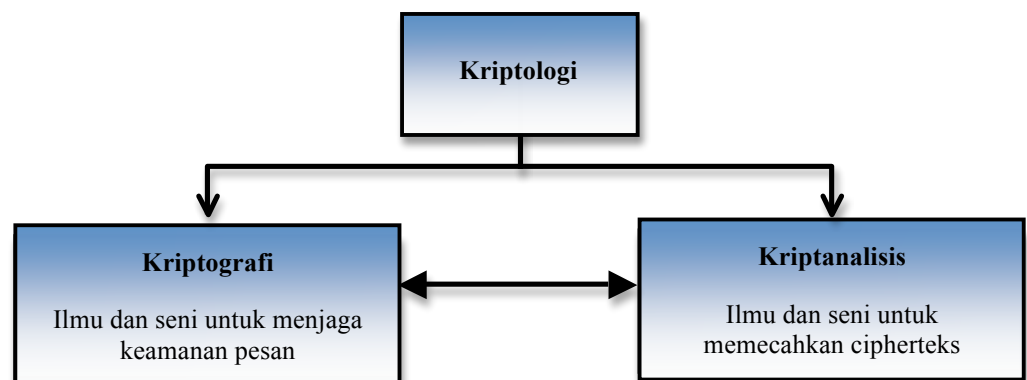 Kriptologi
Kriptografi
Ilmu dan seni untuk menjaga
keamanan pesan
Kriptanalisis
Ilmu dan seni untuk
memecahkan cipherteks